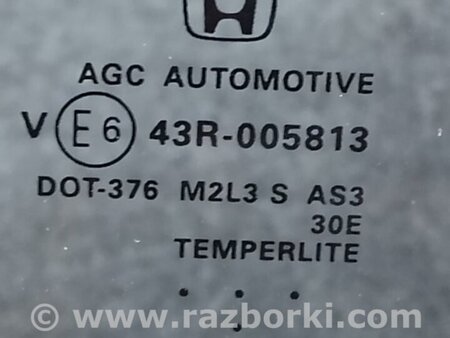 AGC AUTOMOTIVE
V E6 43R-005813
DOT-376 M2L3 S AS3
30E
TEMPERLITE
© www.razborki.com